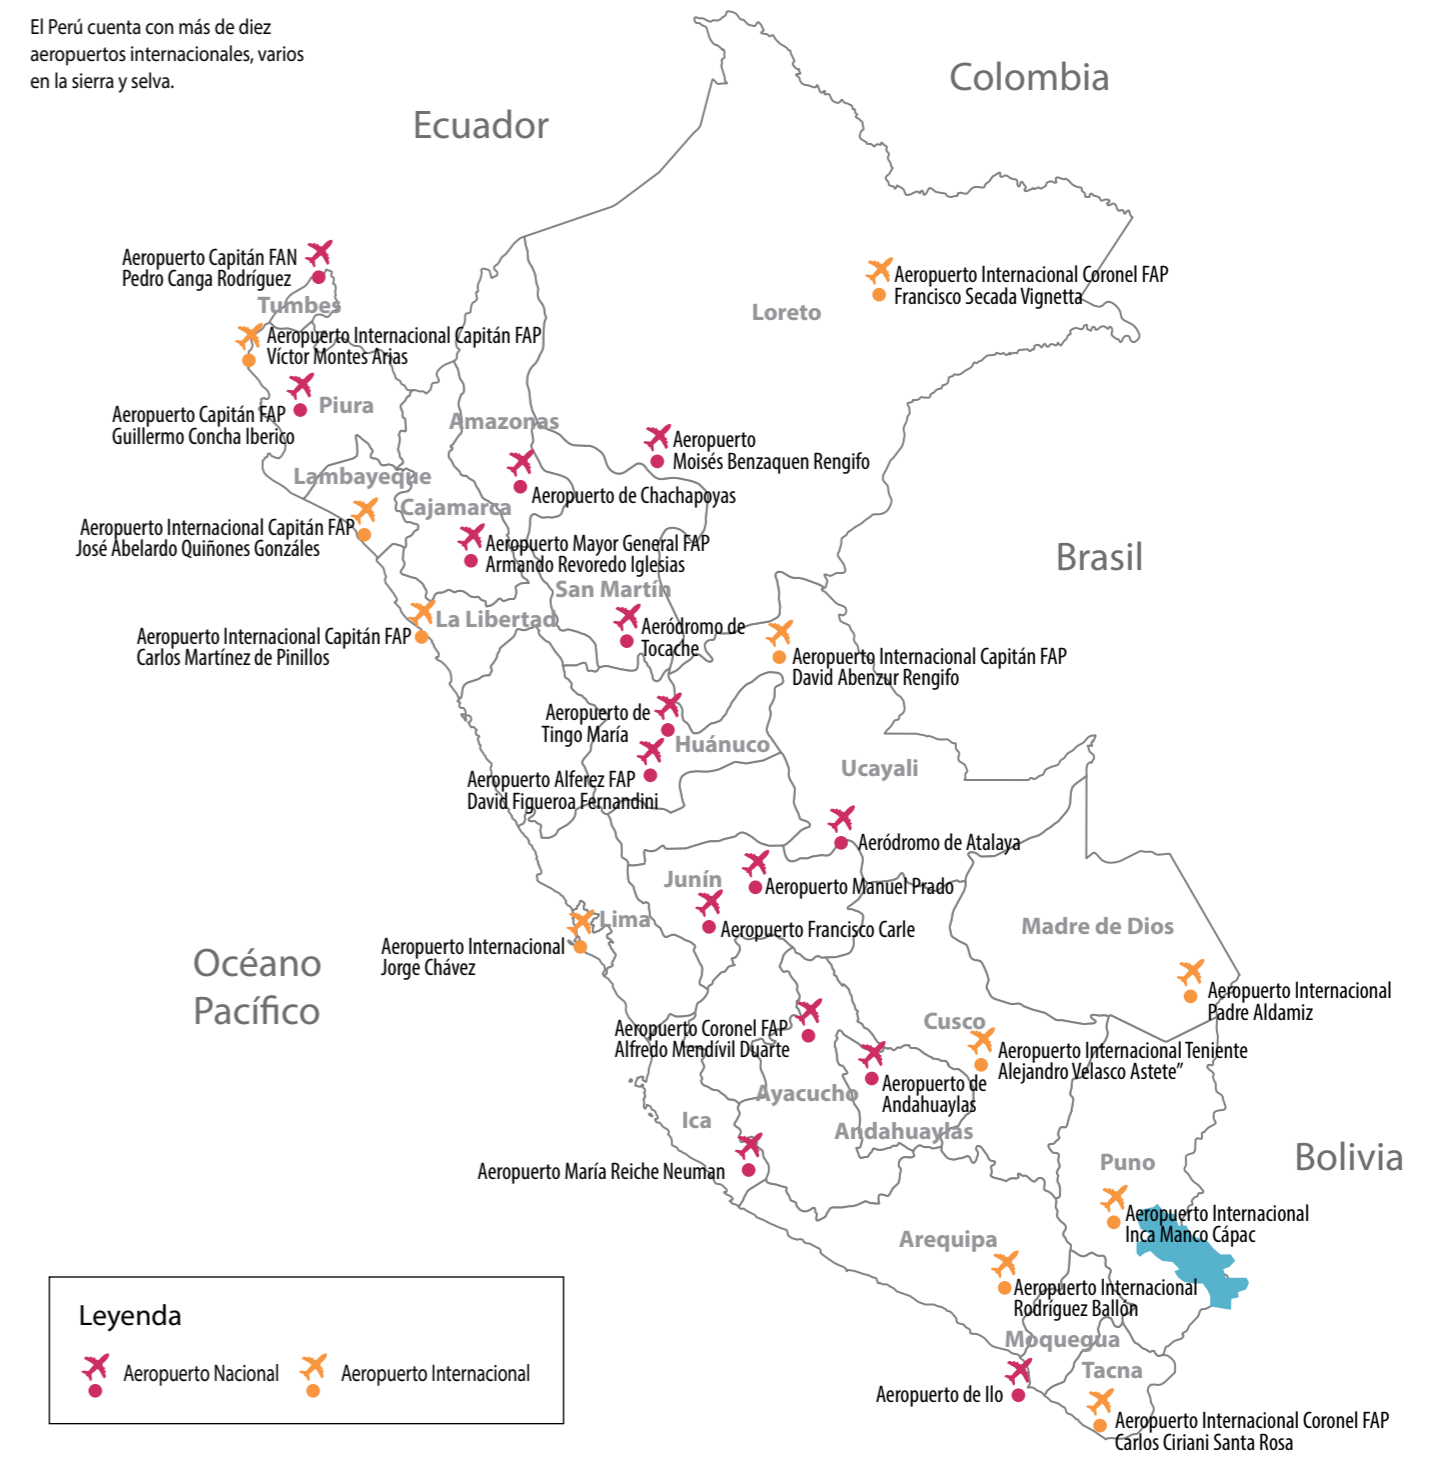 El Perú cuenta con más de diez
aeropuertos internacionales, varios
en la sierra y selva.
Colombia
Ecuador
Aeropuerto Capitán FAN
Pedro Canga Rodríguez
Tumbes
Aeropuerto Internacional Coronel FAP
Francisco Secada Vignetta
Loreto
Aeropuerto Internacional Capitán FAP
Víctor Montes Arias
Piura
Aeropuerto Capitán FAP
Guillermo Concha Iberico
Amazonas
Aeropuerto
Moisés Benzaquen Rengifo
Lambayeque
Aeropuerto de Chachapoyas
Cajamarca
Aeropuerto Internacional Capitán FAP
José Abelardo Quiñones Gonzáles
Aeropuerto Mayor General FAP
Armando Revoredo Iglesias
Brasil
San Martín
La Libertad
Aeropuerto Internacional Capitán FAP
Carlos Martínez de Pinillos
Aeródromo de
Tocache
Aeropuerto Internacional Capitán FAP
David Abenzur Rengifo
Aeropuerto de
Tingo María
Huánuco
Ucayali
Aeropuerto Alferez FAP
David Figueroa Fernandini
Aeródromo de Atalaya
Junín
Aeropuerto Manuel Prado
Lima
Aeropuerto Francisco Carle
Madre de Dios
Aeropuerto Internacional
Jorge Chávez
Océano
Pacífico
Aeropuerto Internacional
Padre Aldamiz
Cusco
Aeropuerto Coronel FAP
Alfredo Mendívil Duarte
Aeropuerto Internacional Teniente
Alejandro Velasco Astete”
Aeropuerto de
Andahuaylas
Ayacucho
Ica
Andahuaylas
Bolivia
Puno
Aeropuerto María Reiche Neuman
Aeropuerto Internacional
Inca Manco Cápac
Arequipa
Aeropuerto Internacional
Rodríguez Ballón
Moquegua
Tacna
Aeropuerto de Ilo
Aeropuerto Internacional Coronel FAP
Carlos Ciriani Santa Rosa
Leyenda
Aeropuerto Nacional
Aeropuerto Internacional